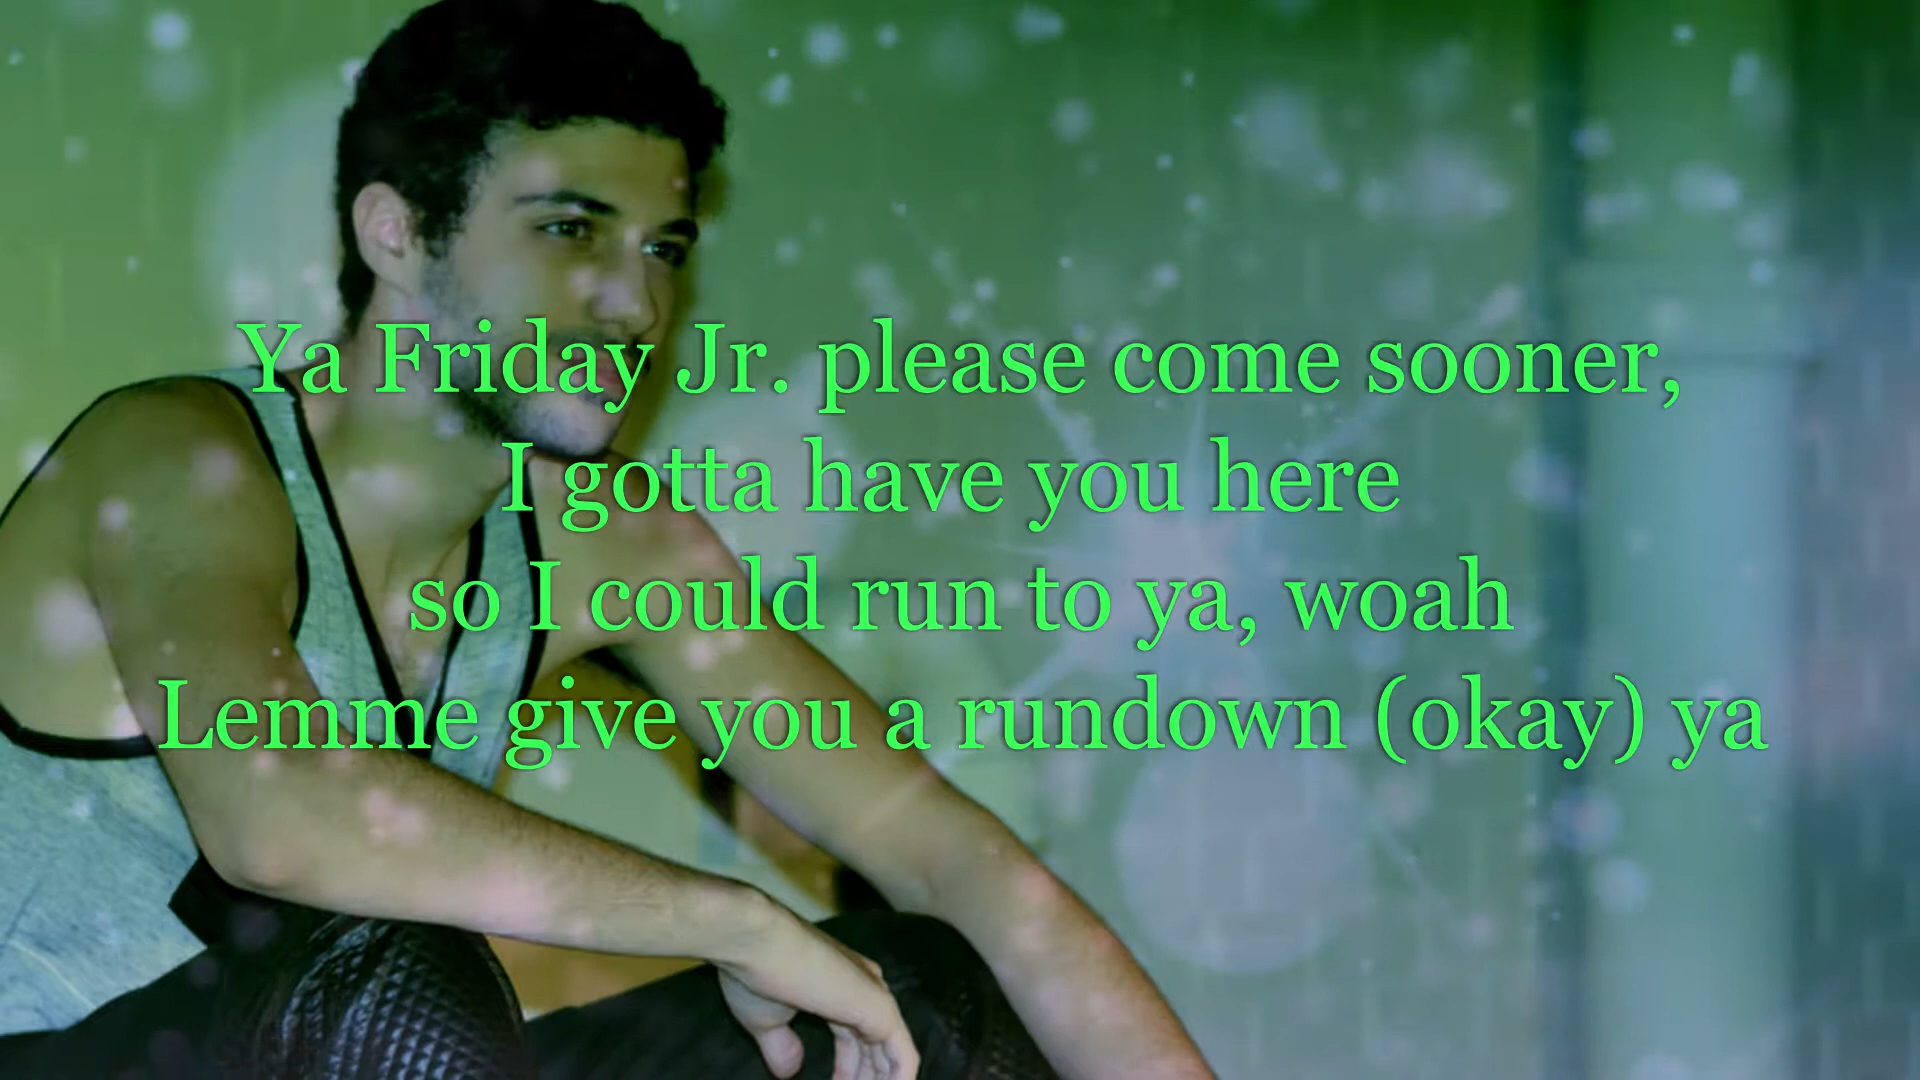 Ya Friday Jr. please come sooner,
I gotta have you here
so I could run to ya, woah
Lemme give you a rundown (okay) ya